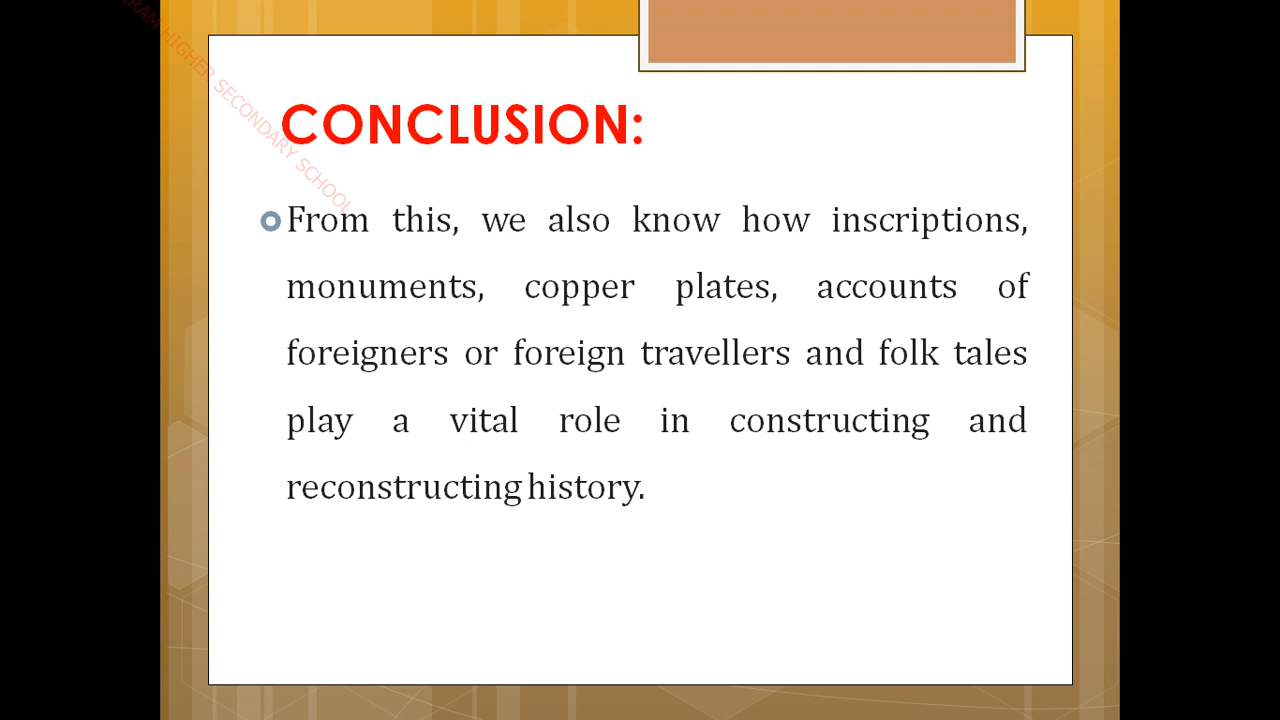 HIGHER SECONDARY SCHOOL
CONCLUSION:
From this, we also know how inscriptions,
monuments, copper plates, accounts of
foreigners or foreign travellers and folk tales
play a vital role in constructing and
reconstructing history.